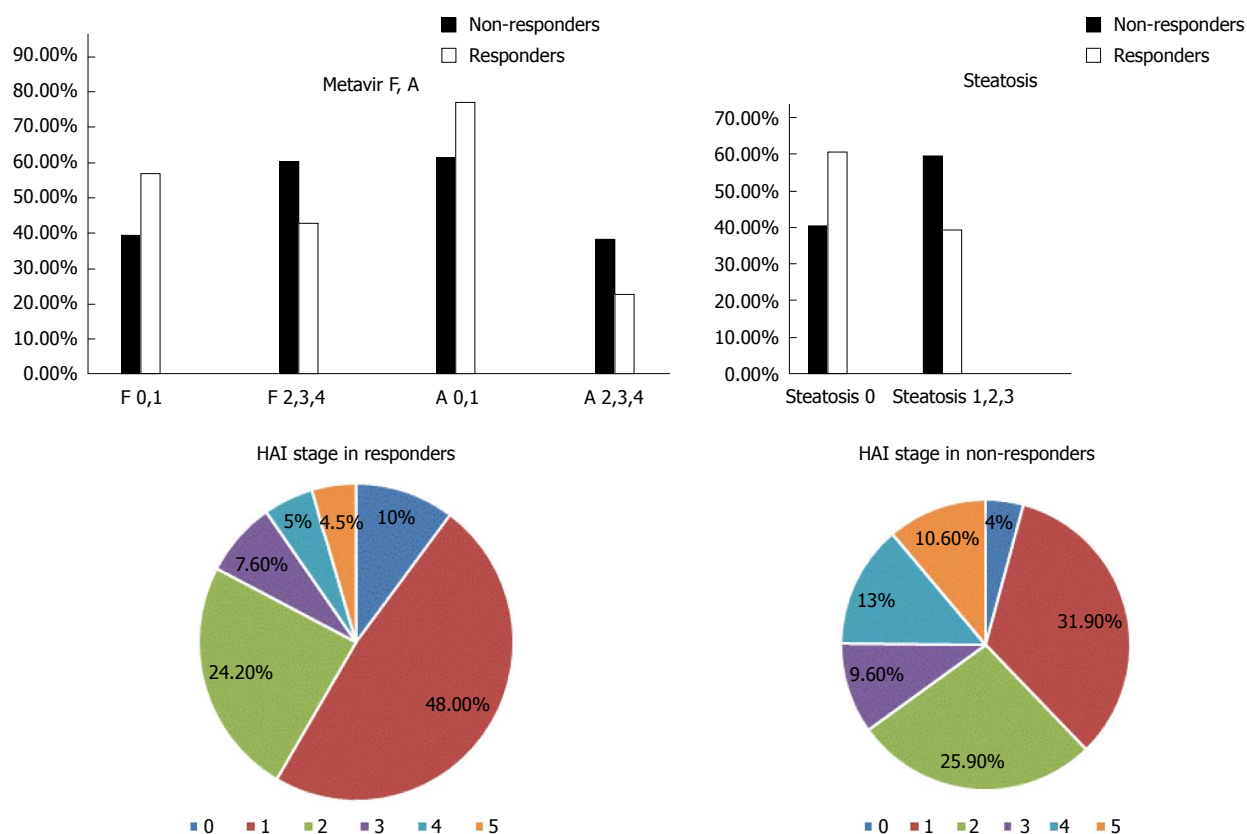 Non-responders
Responders
Metavir F, A
90.00%
80.00%
70.00%
60.00%
50.00%
40.00%
30.00%
20.00%
10.00%
0.00%
F 0,1 F 2,3,4 A 0,1 A 2,3,4
Non-responders
Responders
Steatosis
70.00%
60.00%
50.00%
40.00%
30.00%
20.00%
10.00%
0.00%
Steatosis 0 Steatosis 1,2,3
HAI stage in responders
5% 4.5% 10%
7.60%
24.20%
48.00%
0 1 2 3 4 5
HAI stage in non-responders
4%
10.60%
13%
31.90%
9.60%
25.90%
0 1 2 3 4 5